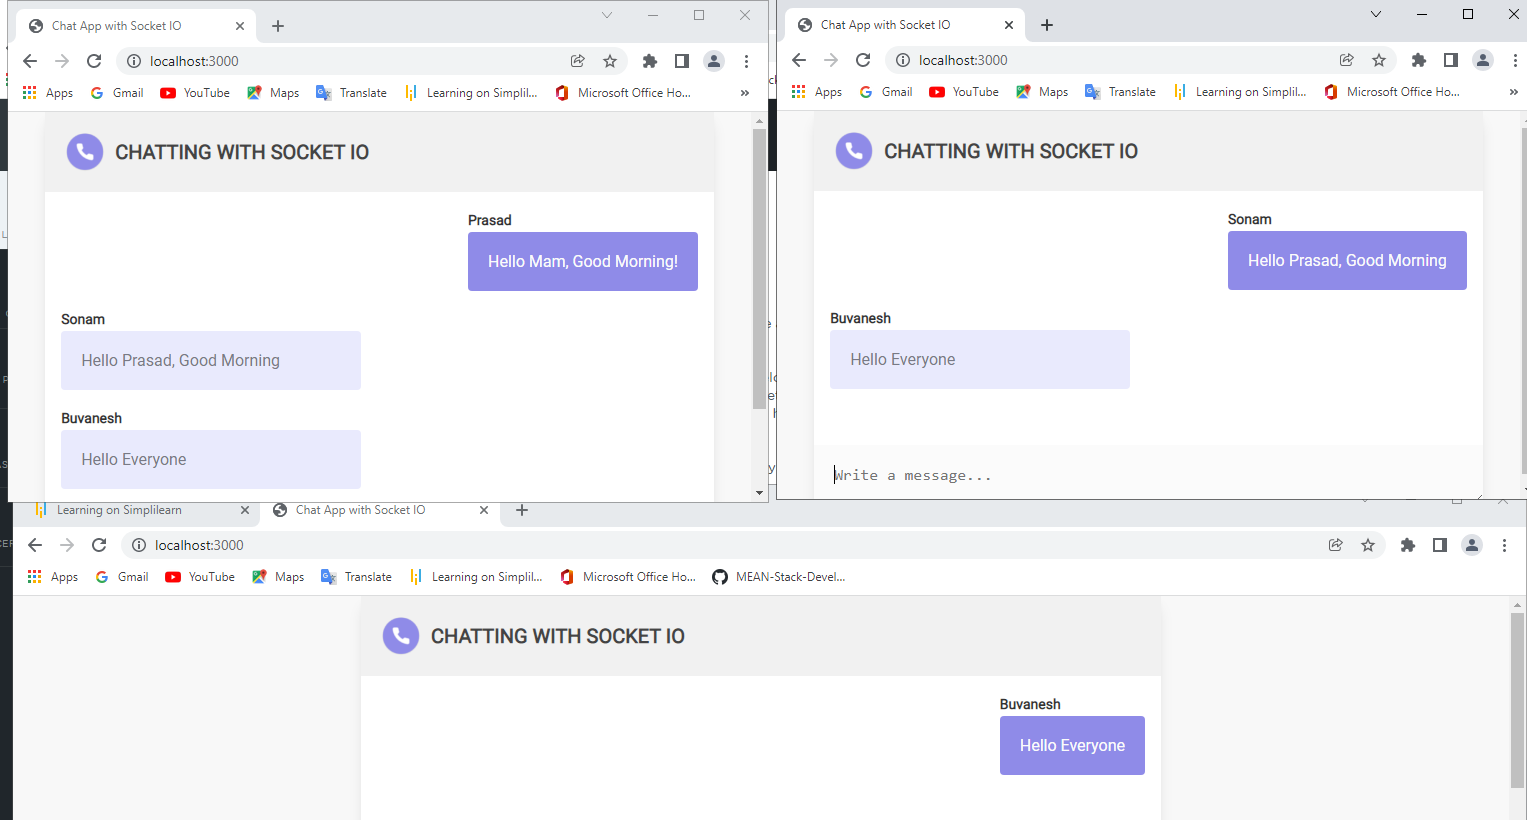 Chat App with Socket IO
localhost:3000
Apps Gmail YouTube Maps Translate Learning on Simplil... Microsoft Office Ho... »
CHATTING WITH SOCKET IO
Prasad
Hello Mam, Good Morning!
Sonam
Hello Prasad, Good Morning
Buvanesh
Hello Everyone
Chat App with Socket IO
localhost:3000
Apps Gmail YouTube Maps Translate Learning on Simplil... Microsoft Office Ho... »
CHATTING WITH SOCKET IO
Sonam
Hello Prasad, Good Morning
Buvanesh
Hello Everyone
Write a message...
Learning on Simplilearn Chat App with Socket IO
localhost:3000
Apps Gmail YouTube Maps Translate Learning on Simplil... Microsoft Office Ho... MEAN-Stack-Devel...
CHATTING WITH SOCKET IO
Buvanesh
Hello Everyone